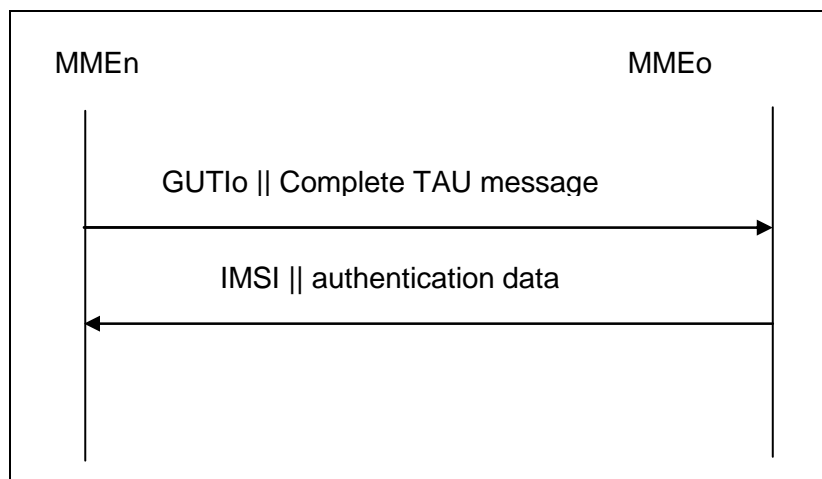 MMEn MMEo
GUTIo || Complete TAU message
IMSI || authentication data